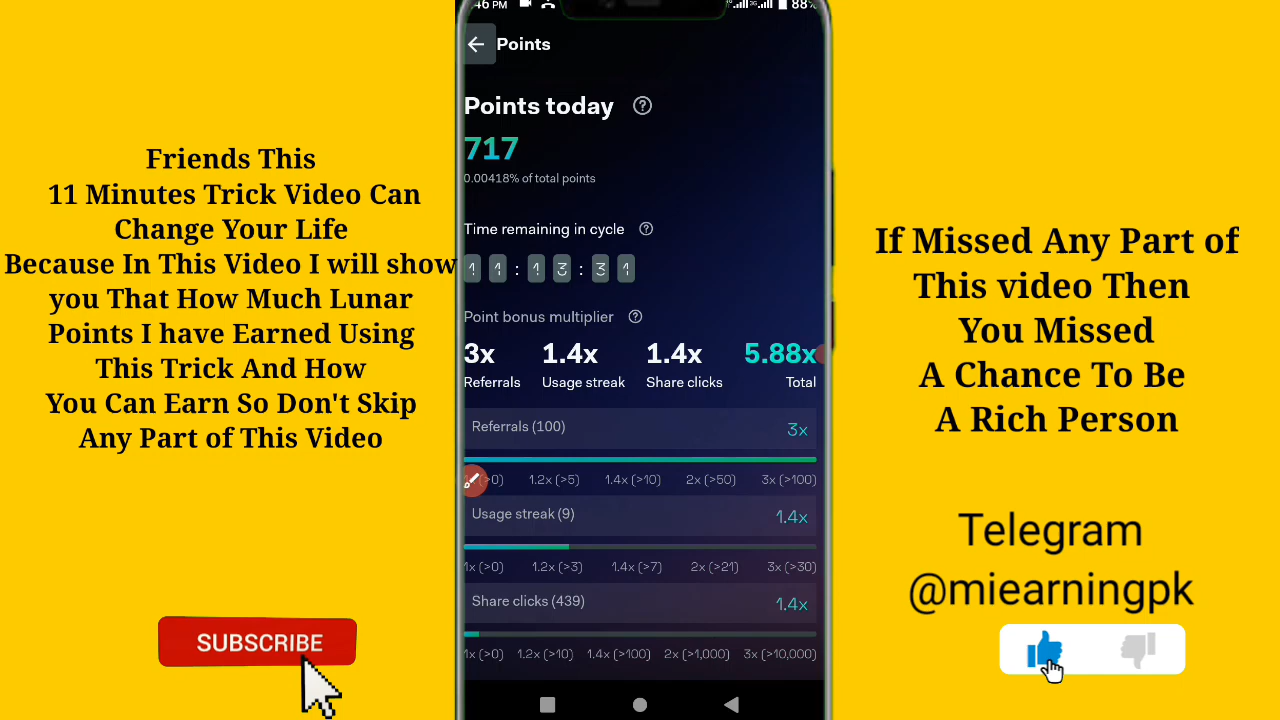 Friends This
11 Minutes Trick Video Can
Change Your Life
Because In This Video I will show
you That How Much Lunar
Points I have Earned Using
This Trick And How
You Can Earn So Don't Skip
Any Part of This Video
SUBSCRIBE
:46 PM
88%
Points
Points today
717
0.00418% of total points
Time remaining in cycle
11:13:31
Point bonus multiplier
3x 1.4x 1.4x 5.88x
Referrals Usage streak Share clicks Total
Referrals (100) 3x
(>0) 1.2x (>5) 1.4x (>10) 2x (>50) 3x (>100)
Usage streak (9) 1.4x
1x (>0) 1.2x (>3) 1.4x (>7) 2x (>21) 3x (>30)
Share clicks (439) 1.4x
1x (>0) 1.2x (>10) 1.4x (>100) 2x (>1,000) 3x (>10,000)
If Missed Any Part of
This video Then
You Missed
A Chance To Be
A Rich Person
Telegram
@miearningpk